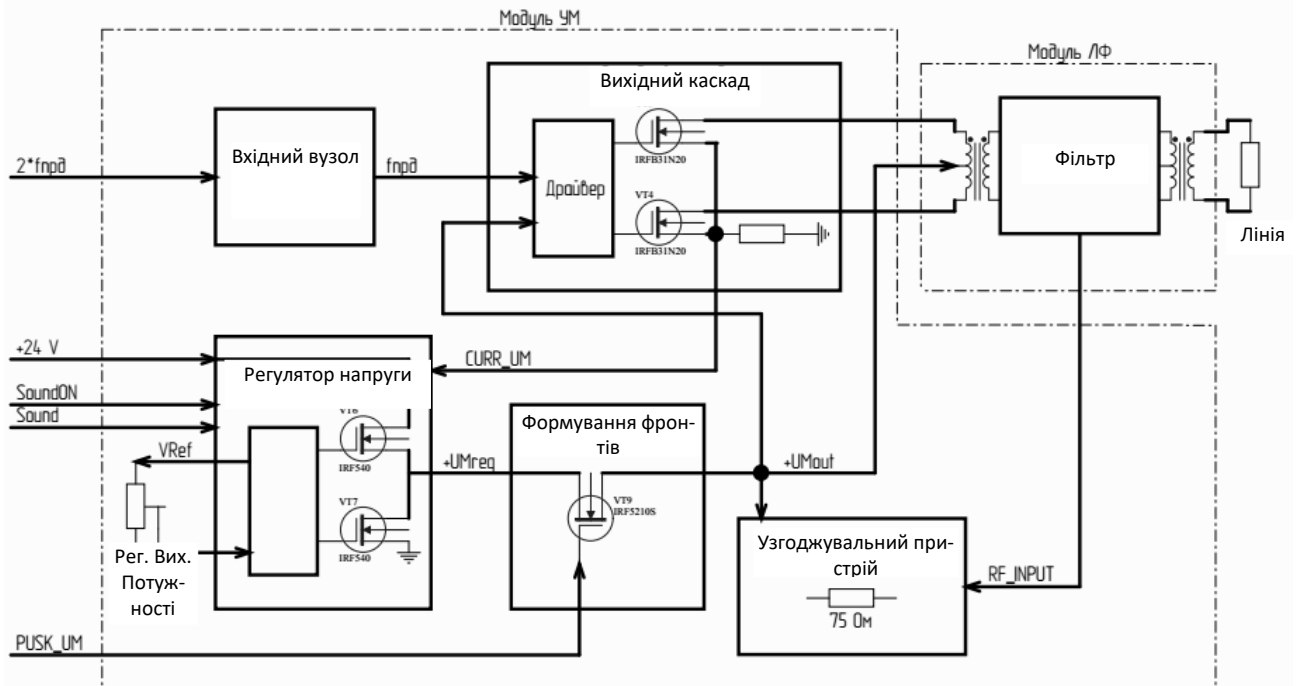 Модуль УМ
Модуль ЛФ
Вихідний каскад
IRFB31N20
2*fпрд
Вхідний вузол
fпрд
Драйвер
Фільтр
VT4
IRFB31N20
Лінія
+24 V
CURR_UM
Регулятор напруги
SoundON
Sound
VT6
Формування фрон-
тів
VRef
IRF540
+UMreg
+UMout
VT9
IRF5210S
VT7
Узгоджувальний при-
стрій
Рег. Вих.
Потуж-
ності
IRF540
RF_INPUT
75 Ом
PUSK_UM